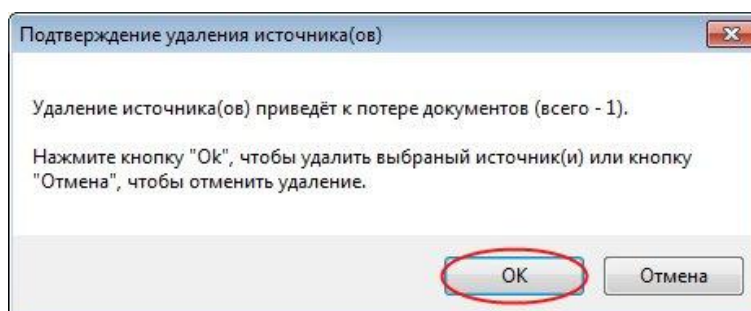 Подтверждение удаления источника(ов)
Удаление источника(ов) приведёт к потере документов (всего - 1).
Нажмите кнопку "Ok", чтобы удалить выбраный источник(и) или кнопку
"Отмена", чтобы отменить удаление.
OK
Отмена